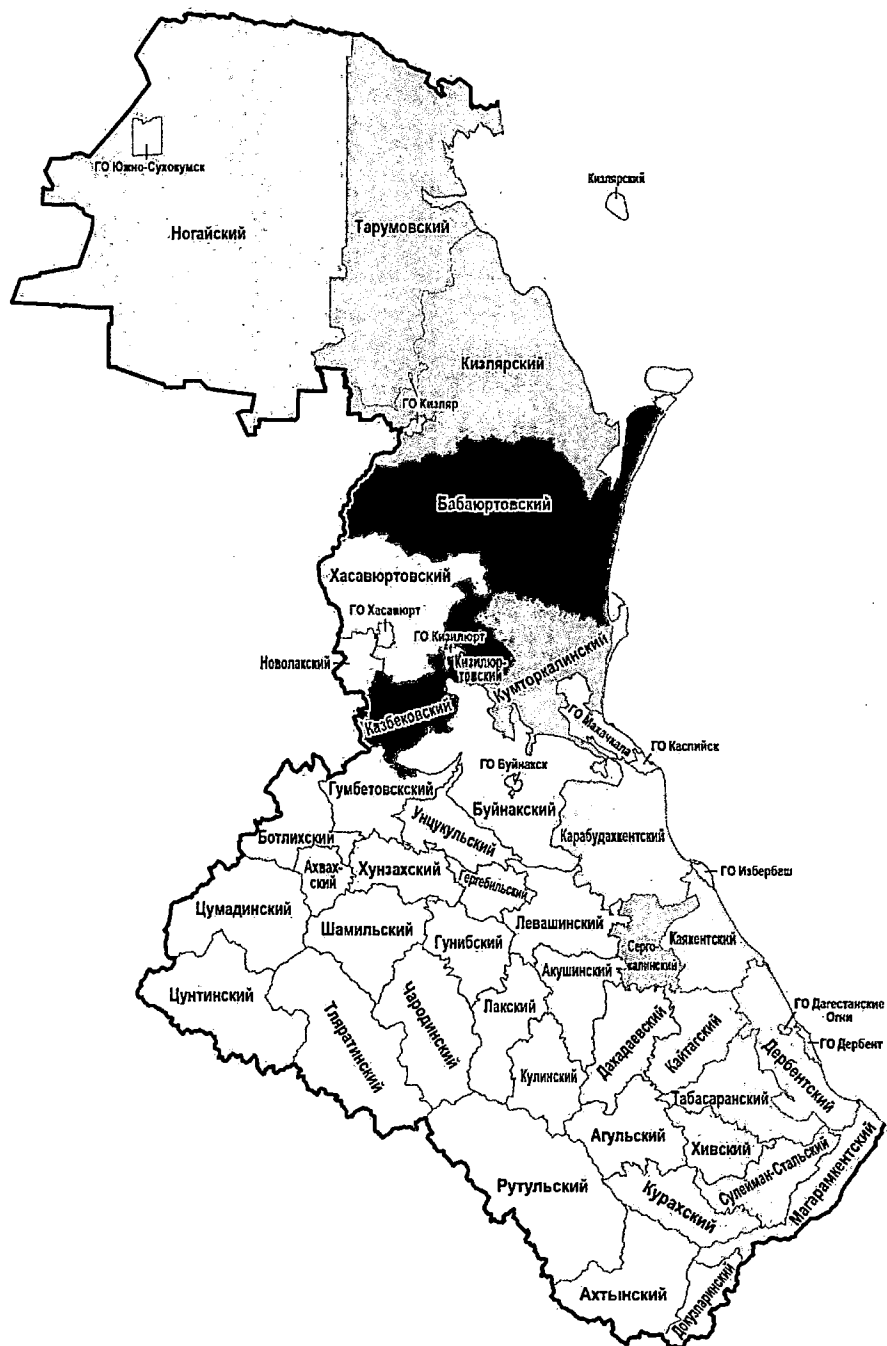 ГО Южно-Сухокумск
Кизлярский
Ногайский
Тарумовский
Кизлярский
ГО Кизляр
Бабаюртовский
Хасавюртовский
ГО Хасавюрт
ГО Кизилюрт
Новолакский
Кизилюр-
товский
Кумторкалинский
Казбековский
ГО Махачкала
ГО Каспийск
ГО Буйнакск
Гумбетовсксий
Буйнакский
Унцукульский
Карабудахкентский
Ботлихский
Ахвах-
ский
Хунзахский
Гергебильский
ГО Избербаш
Цумадинский
Шамильский
Гунибский
Левашинский
Серго-
калинский
Каякентский
Акушинский
Цунтинский
Тляратинский
Чародинский
Лакский
Кулинский
Дахадаевский
Кайтагский
ГО Дагестанские
Огни
ГО Дербент
Дербентский
Табасаранский
Агульский
Хивский
Сулейман-Стальский
Магарамкентский
Рутульский
Курахский
Ахтынский
Докузпаринский